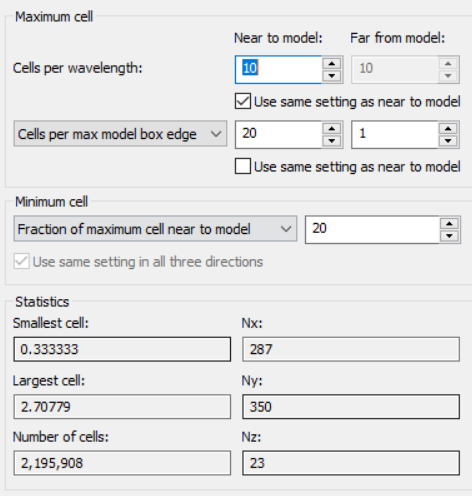 Maximum cell
Near to model: Far from model:
Cells per wavelength: 10 10
Use same setting as near to model
Cells per max model box edge 20 1
Use same setting as near to model
Minimum cell
Fraction of maximum cell near to model 20
Use same setting in all three directions
Statistics
Smallest cell: Nx:
0.333333 287
Largest cell: Ny:
2.70779 350
Number of cells: Nz:
2,195,908 23